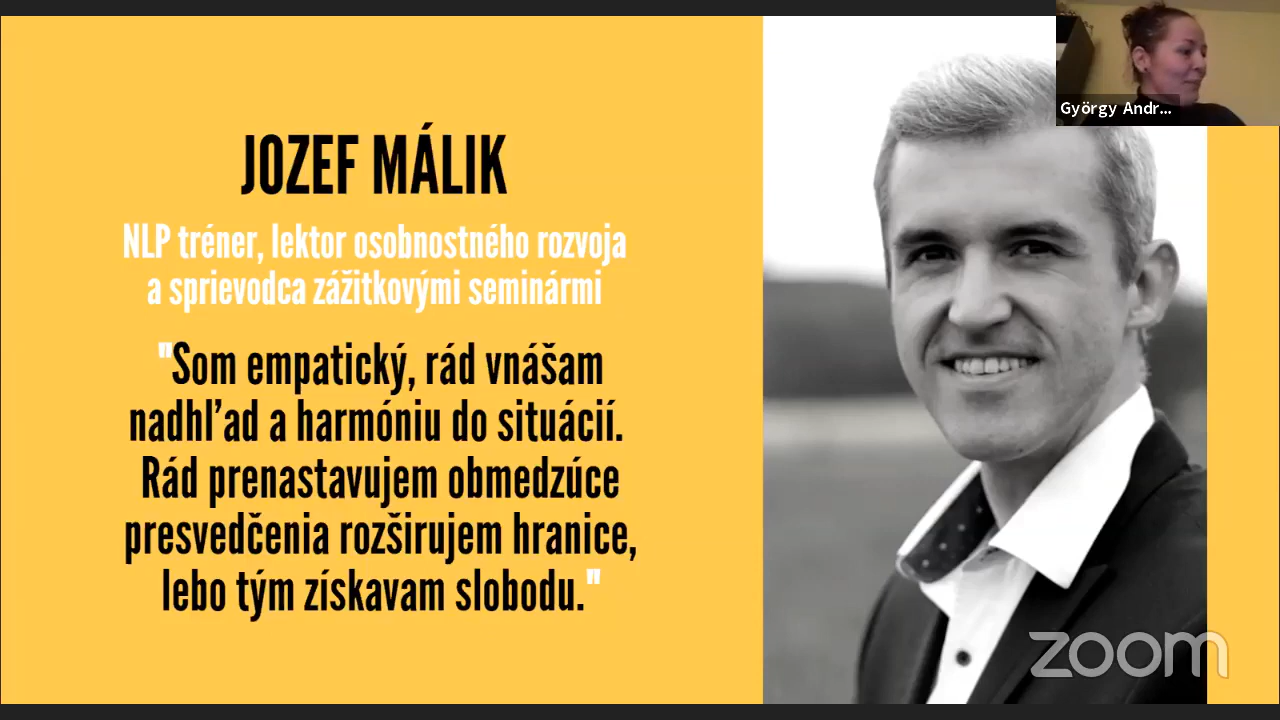 György Andr...
JOZEF MÁLIK
NLP tréner, lektor osobnostného rozvoja
a sprievodca zážitkovými seminármi
"Som empatický, rád vnášam
nadhľad a harmóniu do situácií.
Rád prenastavujem obmedzúce
presvedčenia rozširujem hranice,
lebo tým získavam slobodu."
zoom